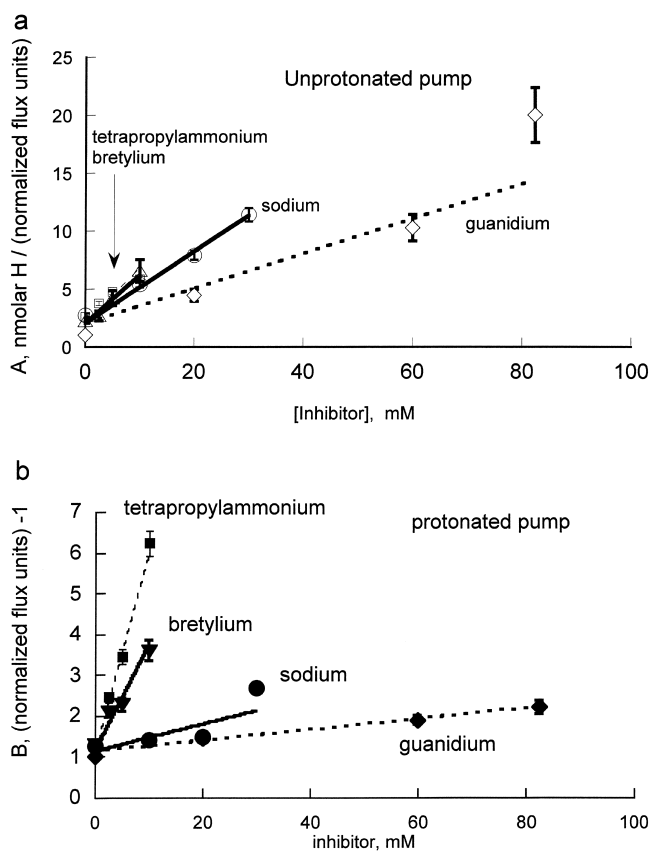 a
A, nmolar H / (normalized flux units)
25
20
15
10
5
0
Unprotonated pump
tetrapropylammonium
bretylium
sodium
guanidium
0 20 40 60 80 100
[Inhibitor], mM
b
B, (normalized flux units) -1
7
6
5
4
3
2
1
0
tetrapropylammonium
protonated pump
bretylium
sodium
guanidium
0 20 40 60 80 100
inhibitor, mM